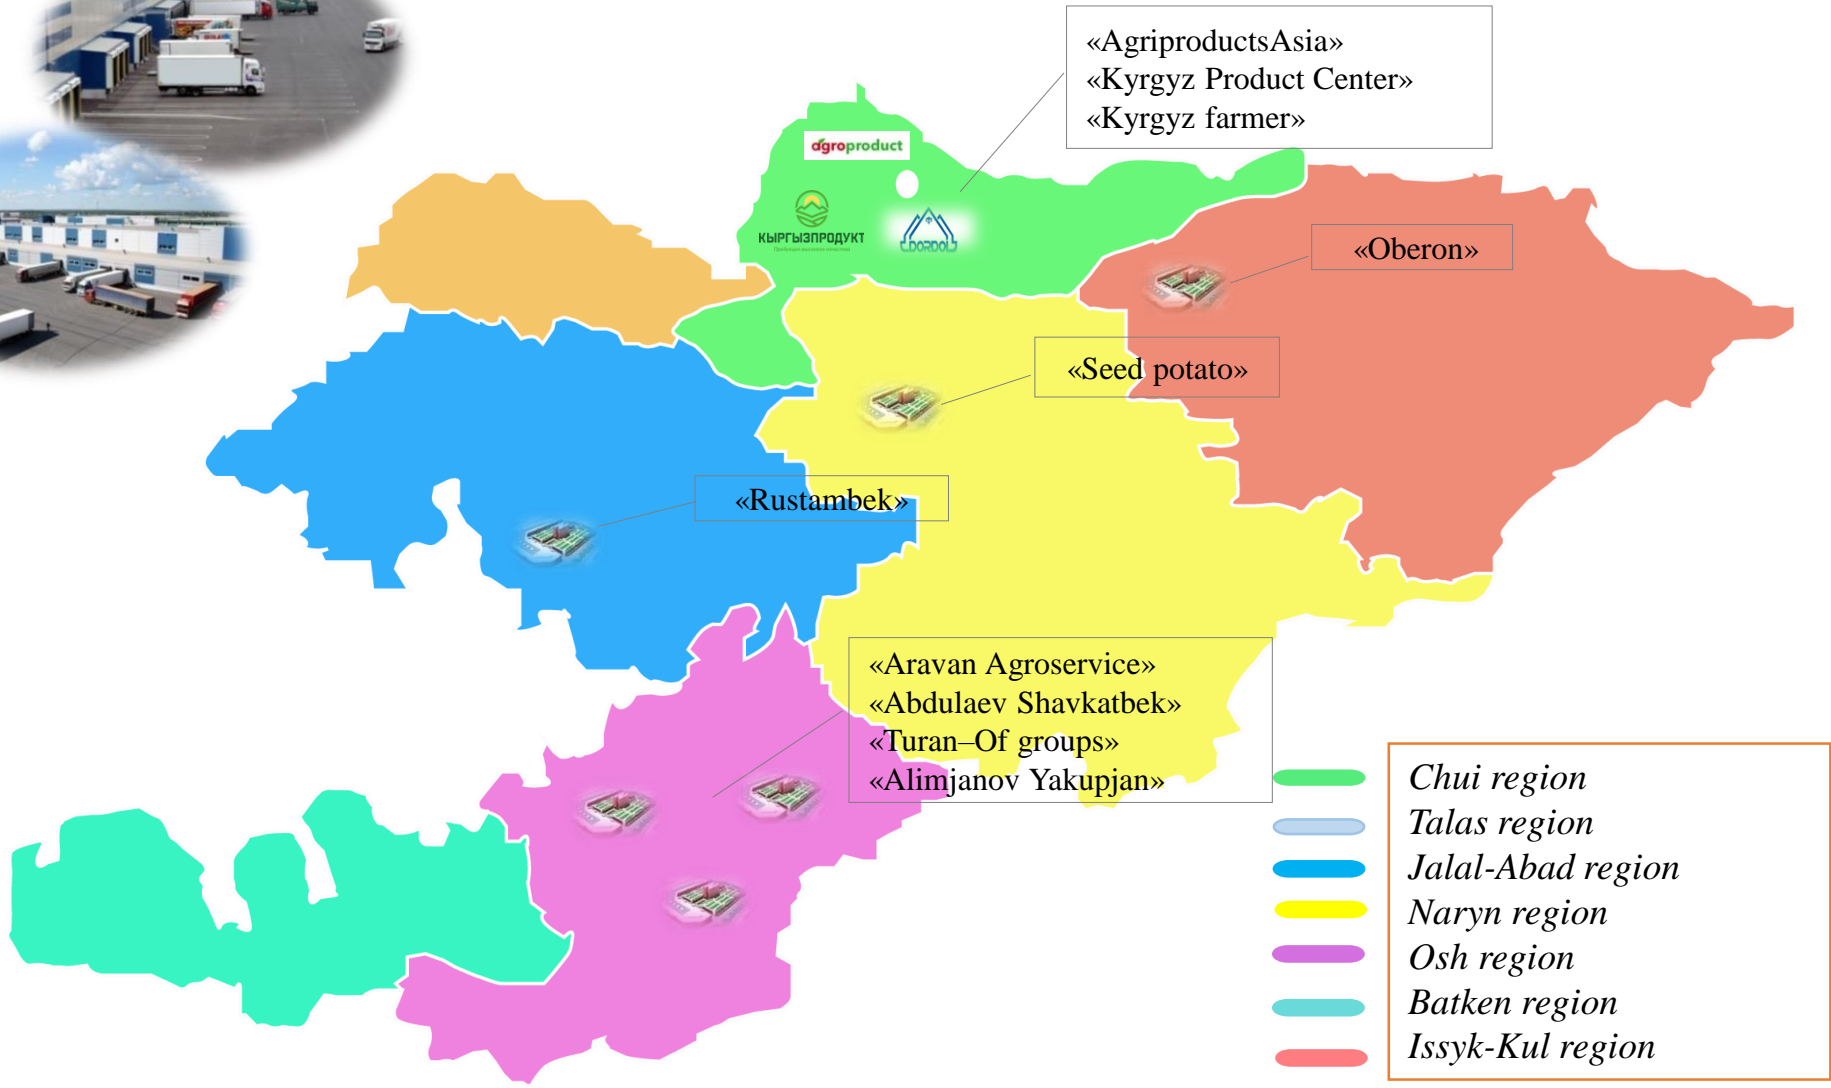 «AgriproductsAsia»
«Kyrgyz Product Center»
«Kyrgyz farmer»
agroproduct
КЫРГЫЗПРОДУКТ
DORDOI
«Oberon»
«Seed potato»
«Rustambek»
«Aravan Agroservice»
«Abdulaev Shavkatbek»
«Turan–Of groups»
«Alimjanov Yakupjan»
Chui region
Talas region
Jalal-Abad region
Naryn region
Osh region
Batken region
Issyk-Kul region